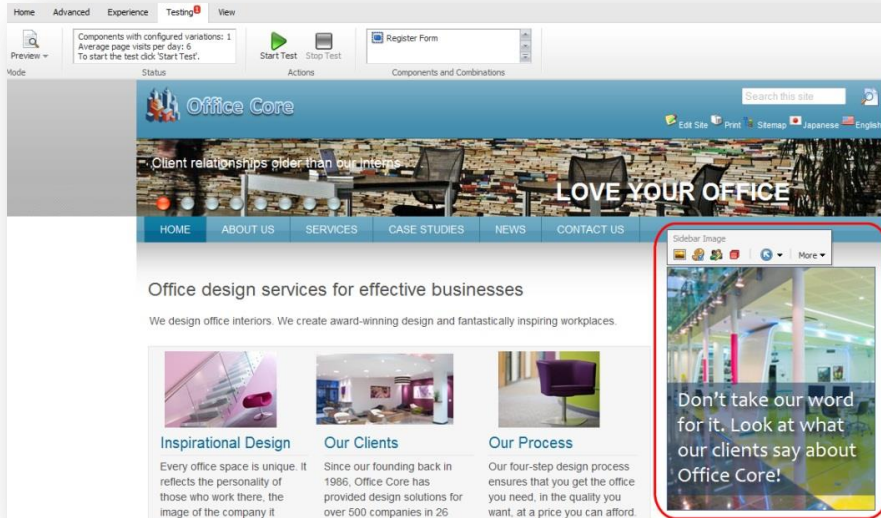 Home Advanced Experience Testing 1 View
Preview
Components with configured variations: 1
Average page visits per day: 6
To start the test click 'Start Test'.
Start Test Stop Test
Register Form
Mode Status Actions Components and Combinations
Office Core
Search this site
Edit Site Print Sitemap Japanese English
Client relationships older than our interns
LOVE YOUR OFFICE
HOME ABOUT US SERVICES CASE STUDIES NEWS CONTACT US
Sidebar Image
More
Office design services for effective businesses
We design office interiors. We create award-winning design and fantastically inspiring workplaces.
Inspirational Design
Every office space is unique. It
reflects the personality of
those who work there, the
image of the company it
Our Clients
Since our founding back in
1986, Office Core has
provided design solutions for
over 500 companies in 26
Our Process
Our four-step design process
ensures that you get the office
you need, in the quality you
want, at a price you can afford.
Don't take our word
for it. Look at what
our clients say about
Office Core!